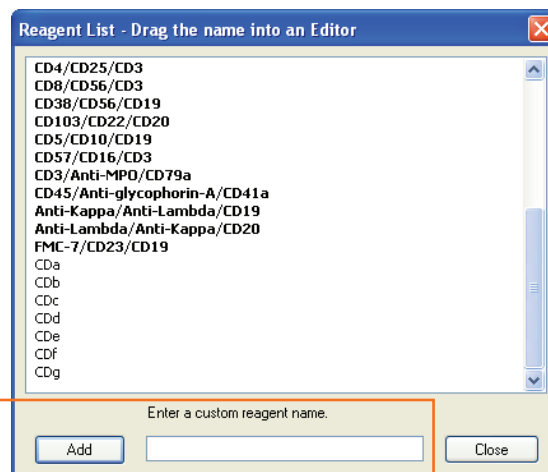 Reagent List - Drag the name into an Editor
CD4/CD25/CD3
CD8/CD56/CD3
CD38/CD56/CD19
CD103/CD22/CD20
CD5/CD10/CD19
CD57/CD16/CD3
CD3/Anti-MPO/CD79a
CD45/Anti-glycophorin-A/CD41a
Anti-Kappa/Anti-Lambda/CD19
Anti-Lambda/Anti-Kappa/CD20
FMC-7/CD23/CD19
CDa
CDb
CDc
CDd
CDe
CDf
CDg
Enter a custom reagent name.
Add
Close